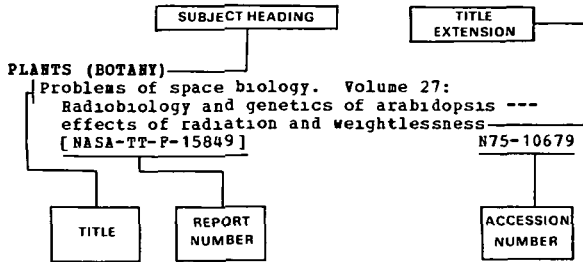 SUBJECT HEADING
TITLE
EXTENSION
PLANTS (BOTANY)
Problems of space biology. Volume 27:
Radiobiology and genetics of arabidopsis ---
effects of radiation and weightlessness
[NASA-TT-F-15849] N75-10679
TITLE
REPORT
NUMBER
ACCESSION
NUMBER